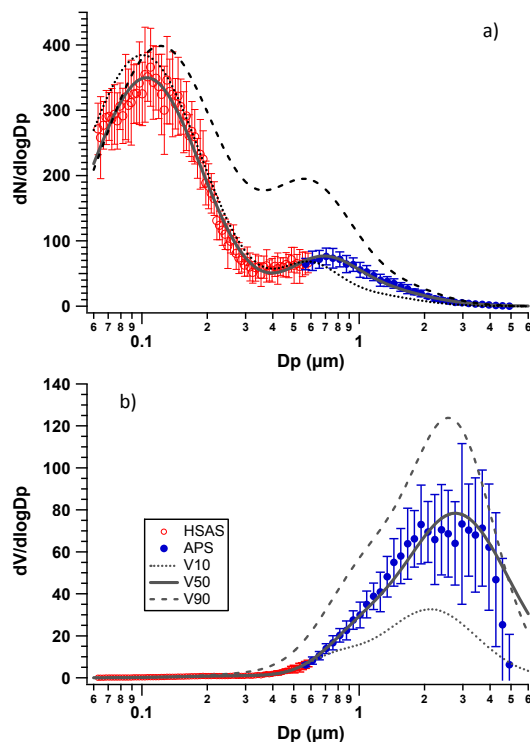 a)
dN/dlogDp
400
300
200
100
0
6 7 8 9 0.1 2 3 4 5 6 7 8 9 1 2 3 4 5 6
Dp (µm)
b)
dV/dlogDp
140
120
100
80
60
40
20
0
HSAS
APS
V10
V50
V90
6 7 8 9 0.1 2 3 4 5 6 7 8 9 1 2 3 4 5 6
Dp (µm)